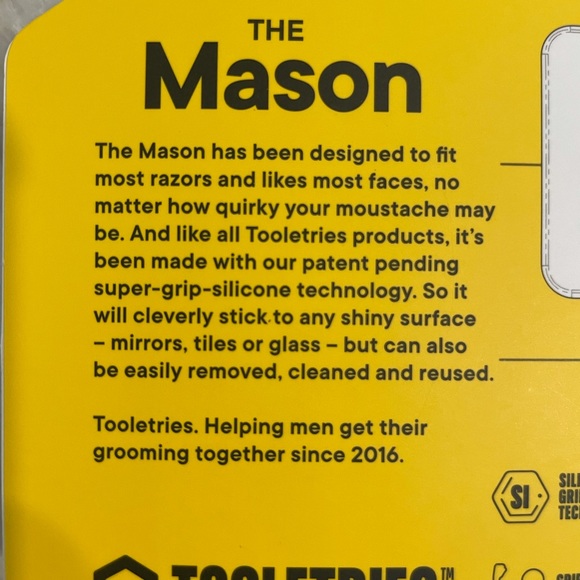 THE
Mason
The Mason has been designed to fit
most razors and likes most faces, no
matter how quirky your moustache may
be. And like all Tooletries products, it's
been made with our patent pending
super-grip-silicone technology. So it
will cleverly stick to any shiny surface
– mirrors, tiles or glass – but can also
be easily removed, cleaned and reused.
Tooletries. Helping men get their
grooming together since 2016.
SI
TOOLETRIES™